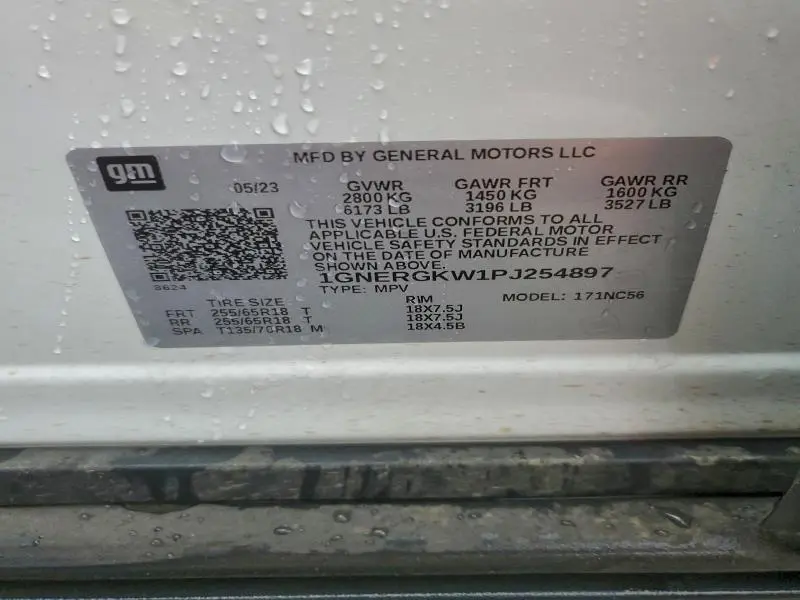 gm
MFD BY GENERAL MOTORS LLC
05/23 GVWR GAWR FRT GAWR RR
2800 KG 1450 KG 1600 KG
6173 LB 3196 LB 3527 LB
THIS VEHICLE CONFORMS TO ALL
APPLICABLE U.S. FEDERAL MOTOR
VEHICLE SAFETY STANDARDS IN EFFECT
ON THE DATE OF MANUFACTURE
SHOWN ABOVE.
1GNERGKW1PJ254897
8624 TYPE: MPV MODEL: 171NC56
TIRE SIZE RIM
FRT 255/65R18 T 18X7.5J
RR 255/65R18 T 18X7.5J
SPA T135/70R18 M 18X4.5B